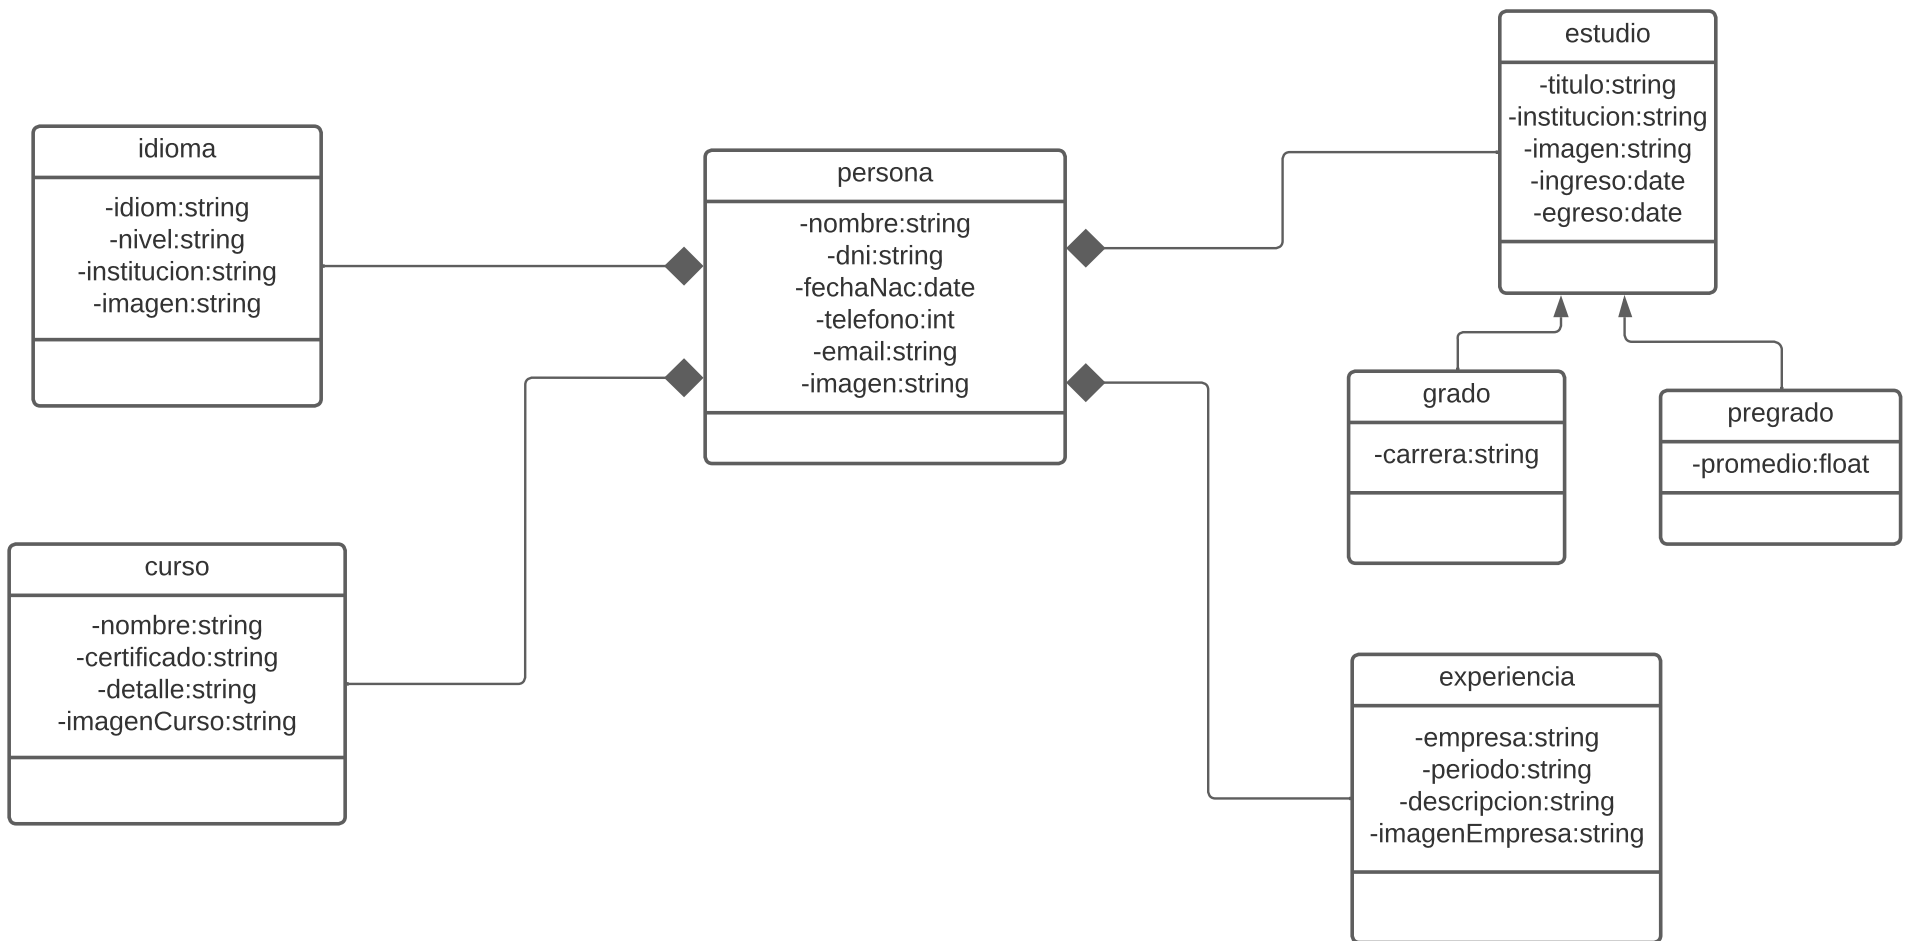 idioma
-idiom:string
-nivel:string
-institucion:string
-imagen:string
curso
-nombre:string
-certificado:string
-detalle:string
-imagenCurso:string
persona
-nombre:string
-dni:string
-fechaNac:date
-telefono:int
-email:string
-imagen:string
estudio
-titulo:string
-institucion:string
-imagen:string
-ingreso:date
-egreso:date
grado
-carrera:string
pregrado
-promedio:float
experiencia
-empresa:string
-periodo:string
-descripcion:string
-imagenEmpresa:string